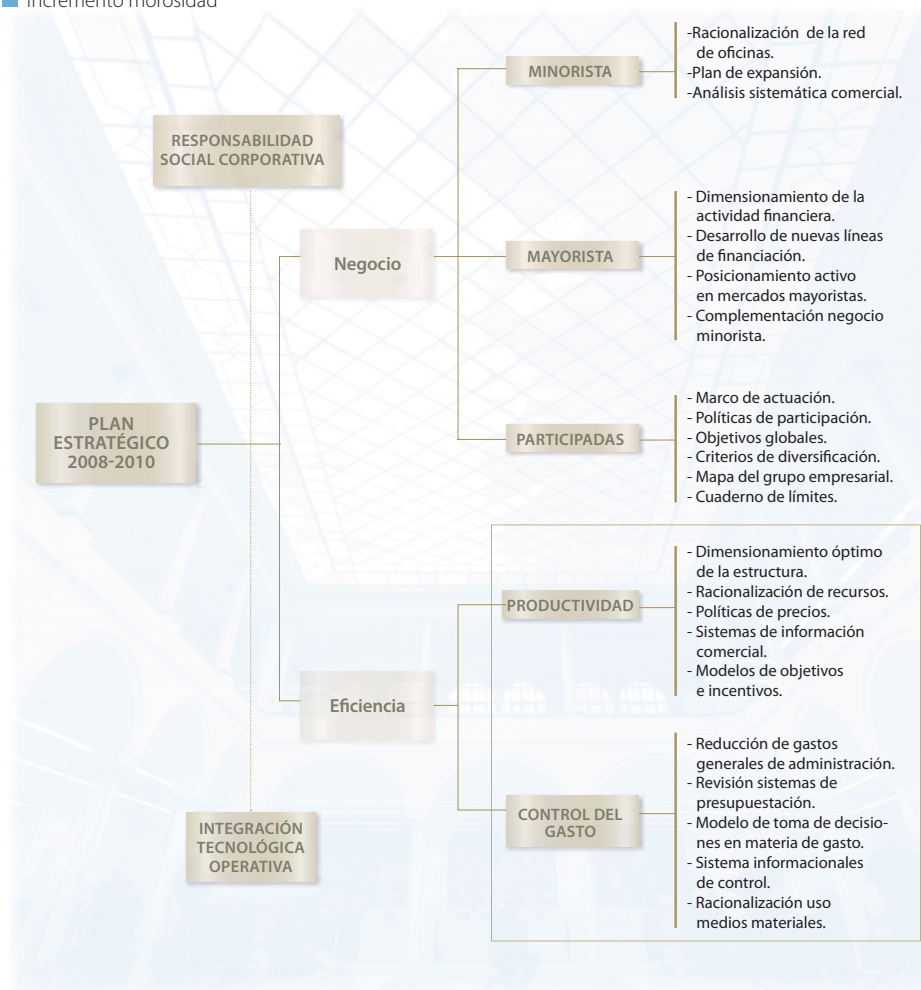 Incremento morosidad
-Racionalización de la red
de oficinas.
-Plan de expansión.
-Análisis sistemática comercial.
MINORISTA
RESPONSABILIDAD
SOCIAL CORPORATIVA
- Dimensionamiento de la
actividad financiera.
- Desarrollo de nuevas líneas
de financiación.
- Posicionamiento activo
en mercados mayoristas.
- Complementación negocio
minorista.
Negocio
MAYORISTA
- Marco de actuación.
- Políticas de participación.
- Objetivos globales.
- Criterios de diversificación.
- Mapa del grupo empresarial.
- Cuaderno de límites.
PLAN
ESTRATÉGICO
2008-2010
PARTICIPADAS
- Dimensionamiento óptimo
de la estructura.
- Racionalización de recursos.
- Políticas de precios.
- Sistemas de información
comercial.
- Modelos de objetivos
e incentivos.
PRODUCTIVIDAD
Eficiencia
- Reducción de gastos
generales de administración.
- Revisión sistemas de
presupuestación.
- Modelo de toma de decisio-
nes en materia de gasto.
- Sistema informacionales
de control.
- Racionalización uso
medios materiales.
CONTROL DEL
GASTO
INTEGRACIÓN
TECNOLÓGICA
OPERATIVA